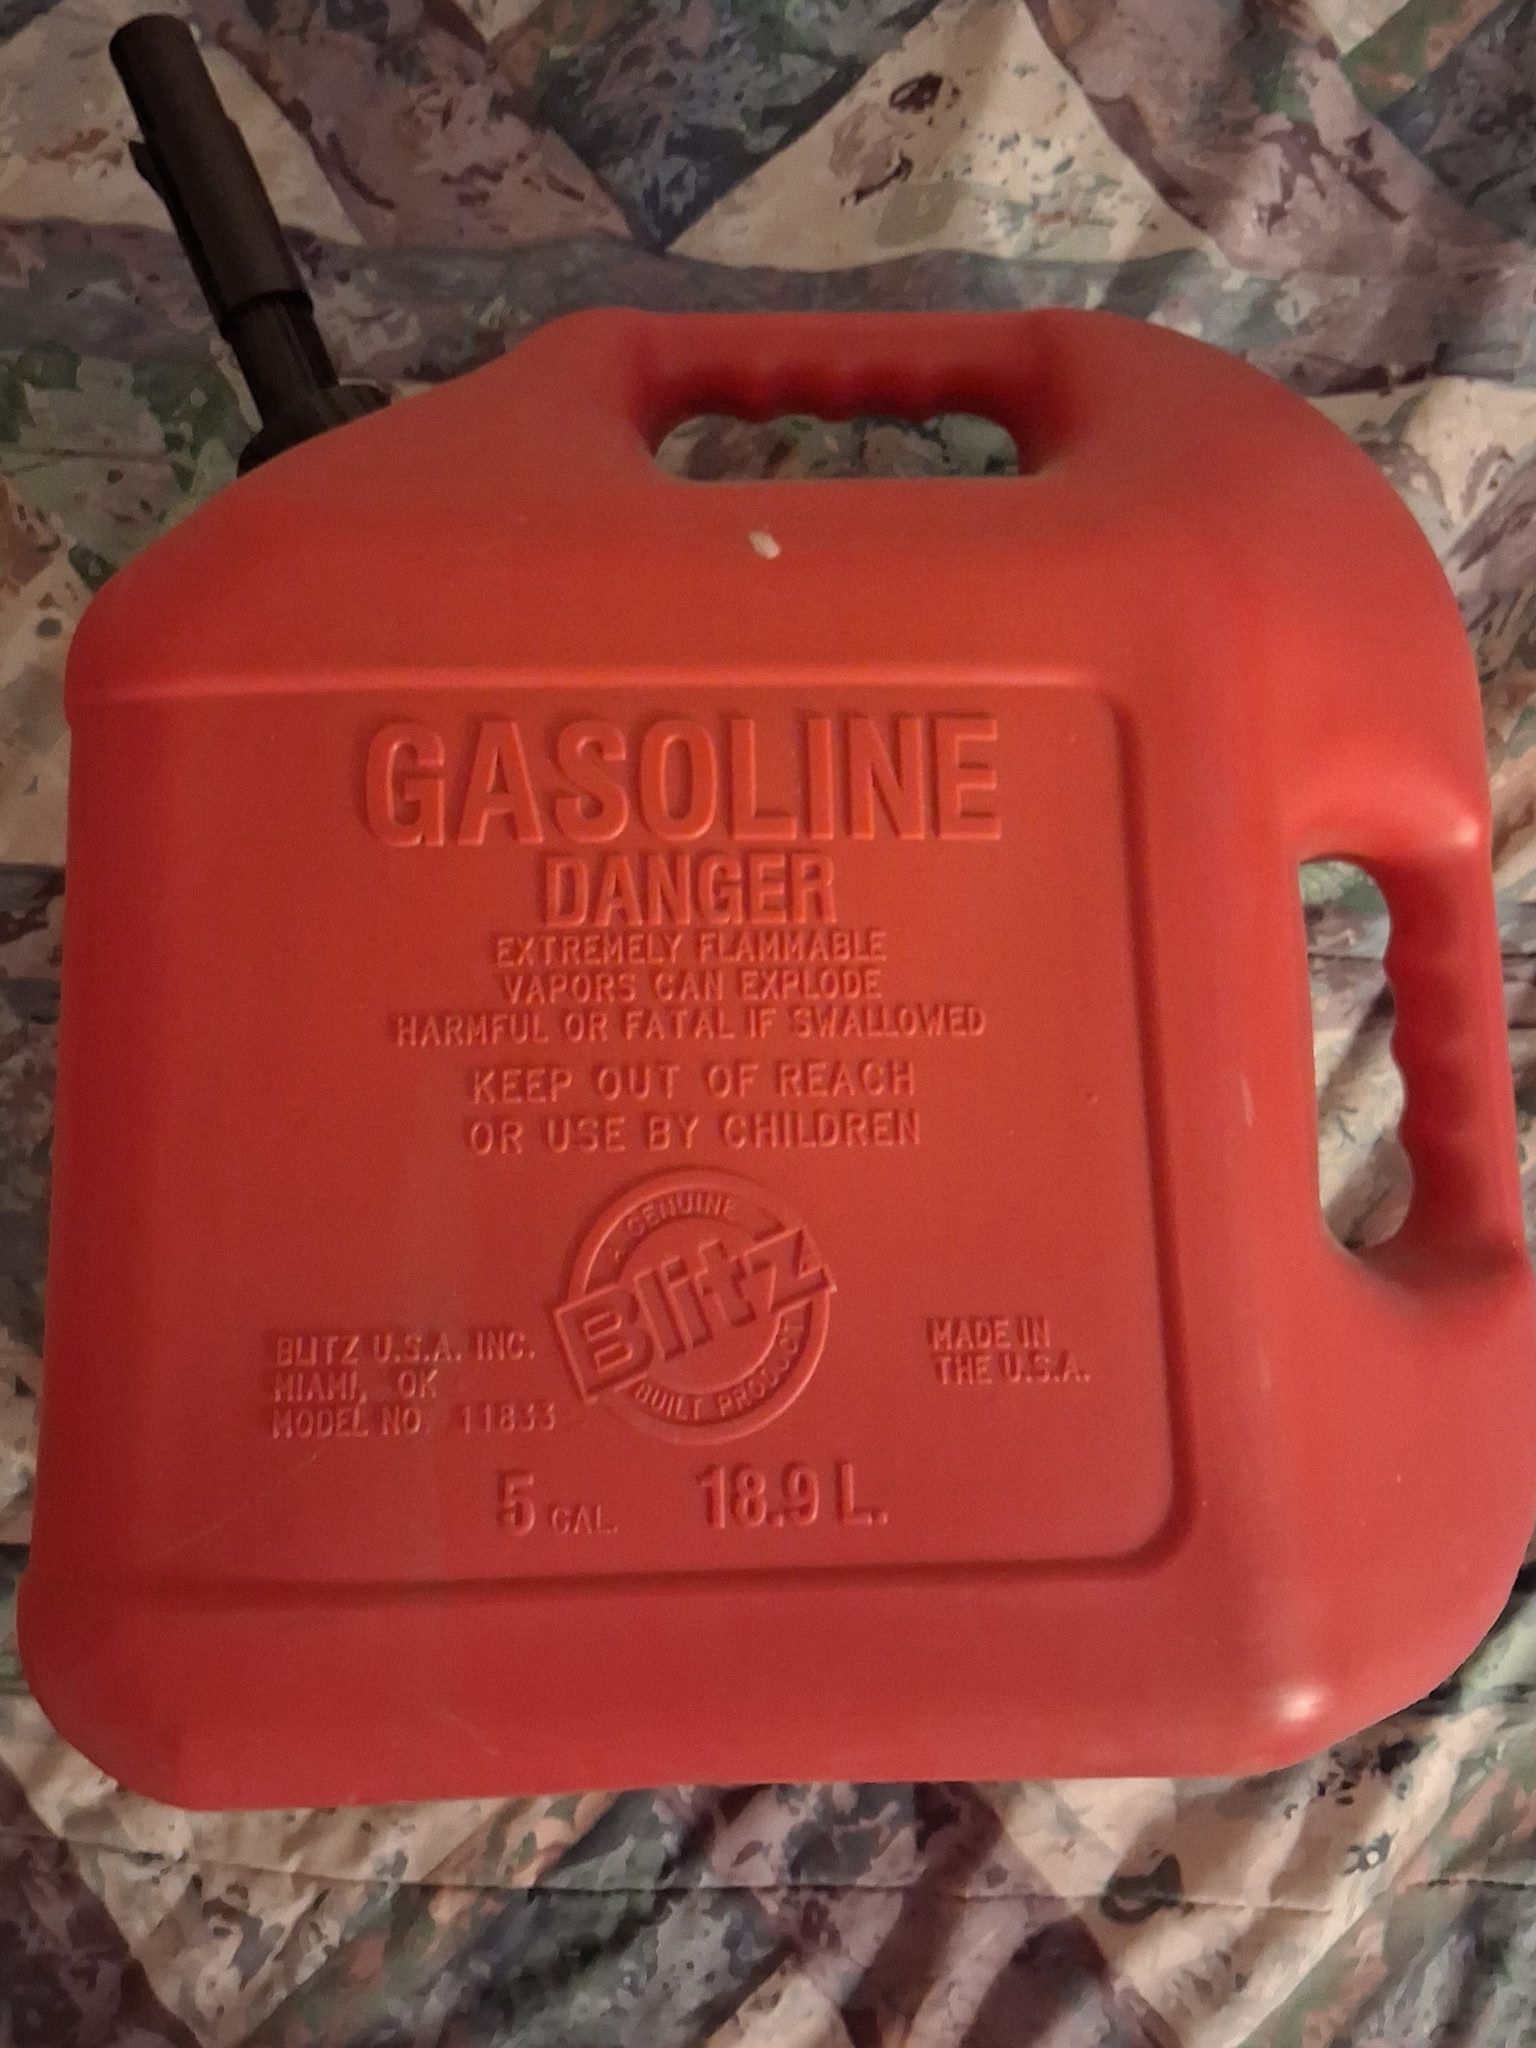 GASOLINE
DANGER
EXTREMELY FLAMMABLE
VAPORS CAN EXPLODE
HARMFUL OR FATAL IF SWALLOWED
KEEP OUT OF REACH
OR USE BY CHILDREN
GENUINE
Blitz
BUILT PRODUCT
BLITZ U.S.A. INC.
MIAMI, OK
MODEL NO. 11833
MADE IN
THE U.S.A.
5 GAL. 18.9 L.